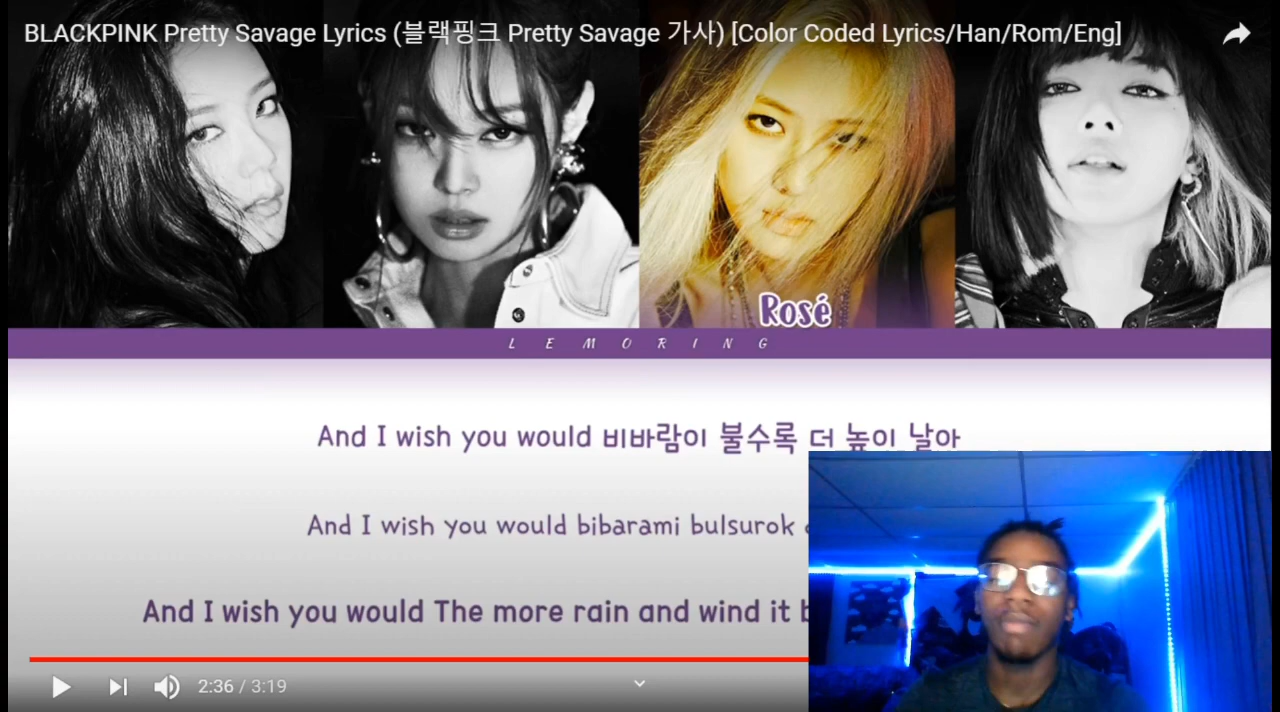 BLACKPINK Pretty Savage Lyrics (블랙핑크 Pretty Savage 가사) [Color Coded Lyrics/Han/Rom/Eng]
Rosé
LEMORING
And I wish you would 비바람이 불수록 더 높이 날아
And I wish you would bibarami bulsurok
And I wish you would The more rain and wind it
2:36 / 3:19